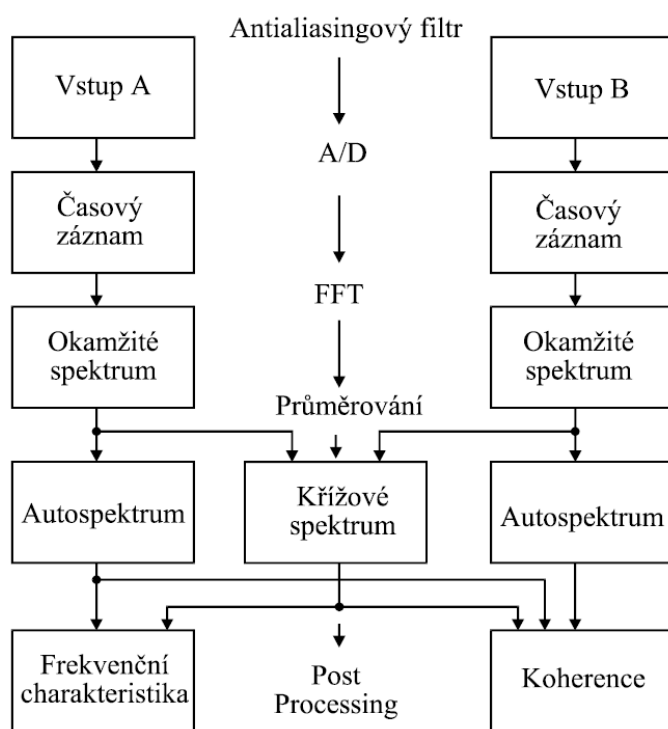 Antialiasingový filtr
Vstup A
Vstup B
A/D
Časový
záznam
Časový
záznam
FFT
Okamžité
spektrum
Okamžité
spektrum
Průměrování
Autospektrum
Křížové
spektrum
Autospektrum
Frekvenční
charakteristika
Post
Processing
Koherence